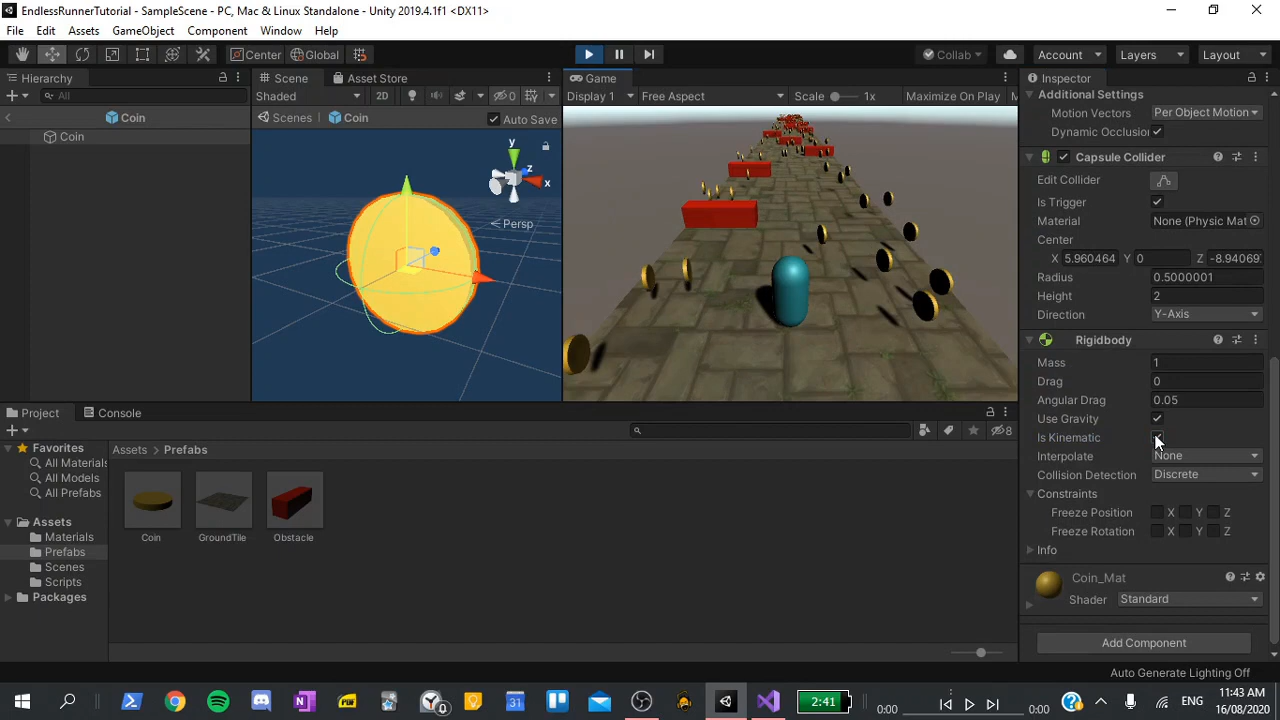 EndlessRunnerTutorial - SampleScene - PC, Mac & Linux Standalone - Unity 2019.4.1f1 <DX11>
File Edit Assets GameObject Component Window Help
Center Global Collab Account Layers Layout
Hierarchy
All
Coin
Coin
Scene Asset Store
Shaded 2D 0
Scenes Coin Auto Save
y
z
x
Persp
Game
Display 1 Free Aspect Scale 1x Maximize On Play M
Inspector
Additional Settings
Motion Vectors Per Object Motion
Dynamic Occlusion
Capsule Collider
Edit Collider
Is Trigger
Material None (Physic Mat
Center
X 5.960464 Y 0 Z -8.94069
Radius 0.5000001
Height 2
Direction Y-Axis
Rigidbody
Mass 1
Drag 0
Angular Drag 0.05
Use Gravity
Is Kinematic
Interpolate None
Collision Detection Discrete
Constraints
Freeze Position X Y Z
Freeze Rotation X Y Z
Info
Coin_Mat
Shader Standard
Add Component
Auto Generate Lighting Off
Project Console
8
Favorites
All Materials
All Models
All Prefabs
Assets
Materials
Prefabs
Scenes
Scripts
Packages
Assets Prefabs
Coin GroundTile Obstacle
PDF 0 31 2:41 0:00 0:00 ENG 11:43 AM
16/08/2020